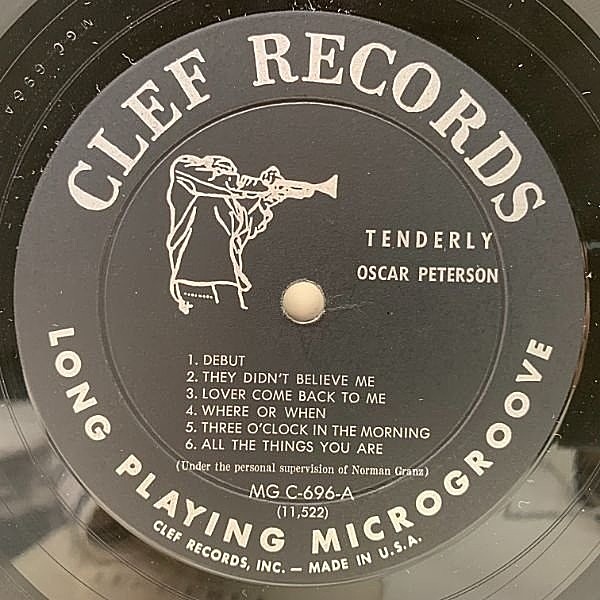 MG C 696 A
CLEF RECORDS
TENDERLY
OSCAR PETERSON
1. DEBUT
2. THEY DIDN'T BELIEVE ME
3. LOVER COME BACK TO ME
4. WHERE OR WHEN
5. THREE O'CLOCK IN THE MORNING
6. ALL THE THINGS YOU ARE
(Under the personal supervision of Norman Granz)
MG C-696-A
(11,522)
LONG PLAYING MICROGROOVE
CLEF RECORDS, INC. — MADE IN U.S.A.